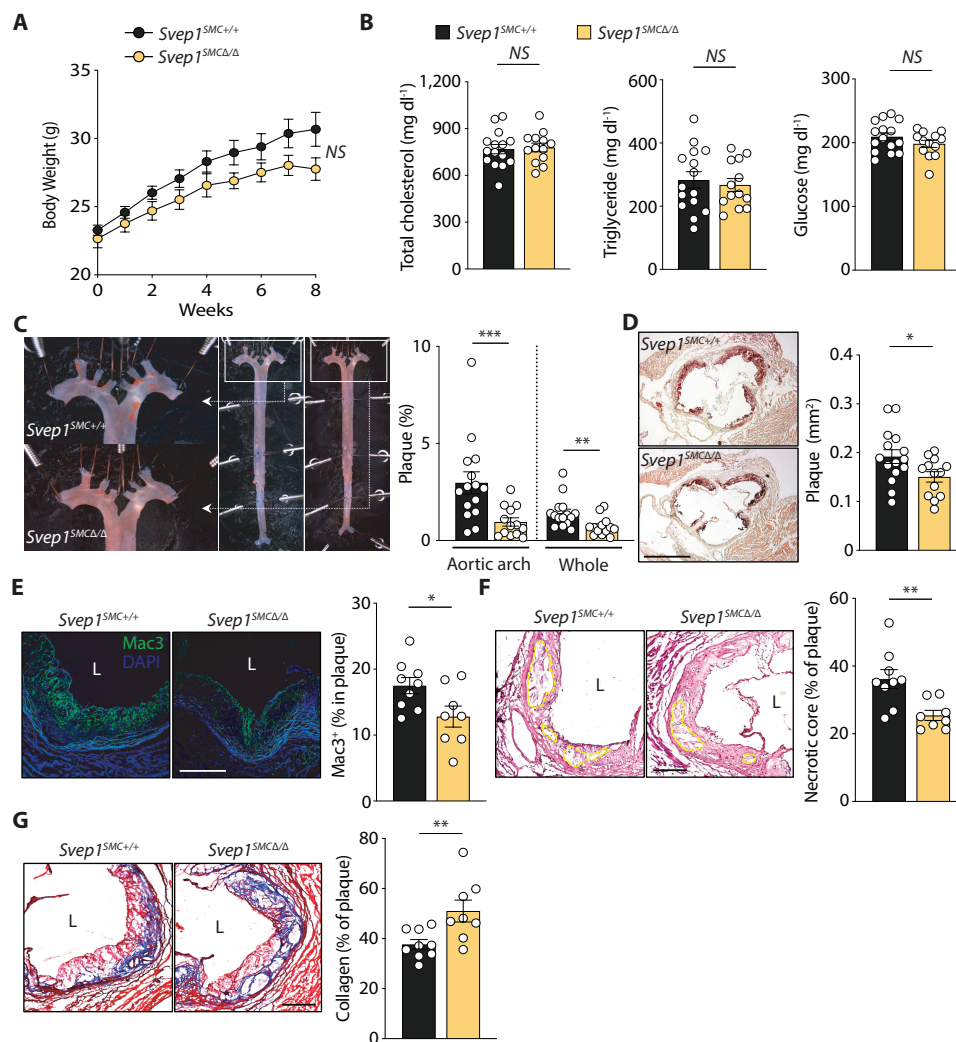 A
Svep1SMC+/+
Svep1SMCΔ/Δ
35
30
25
20
Body Weight (g)
NS
0 2 4 6 8
Weeks
B
Svep1SMC+/+ Svep1SMCΔ/Δ
NS
1,200
900
600
300
0
Total cholesterol (mg dl-1)
NS
600
400
200
0
Triglyceride (mg dl-1)
NS
300
200
100
0
Glucose (mg dl-1)
C
Svep1SMC+/+
Svep1SMCΔ/Δ
10
5
0
Plaque (%)
***
**
Aortic arch Whole
D
Svep1SMC+/+
Svep1SMCΔ/Δ
*
0.4
0.3
0.2
0.1
0
Plaque (mm2)
E
Svep1SMC+/+ Svep1SMCΔ/Δ
Mac3
DAPI
L L
*
30
20
10
0
Mac3+ (% in plaque)
F
Svep1SMC+/+ Svep1SMCΔ/Δ
L L
**
60
40
20
0
Necrotic core (% of plaque)
G
Svep1SMC+/+ Svep1SMCΔ/Δ
L L
**
80
60
40
20
0
Collagen (% of plaque)